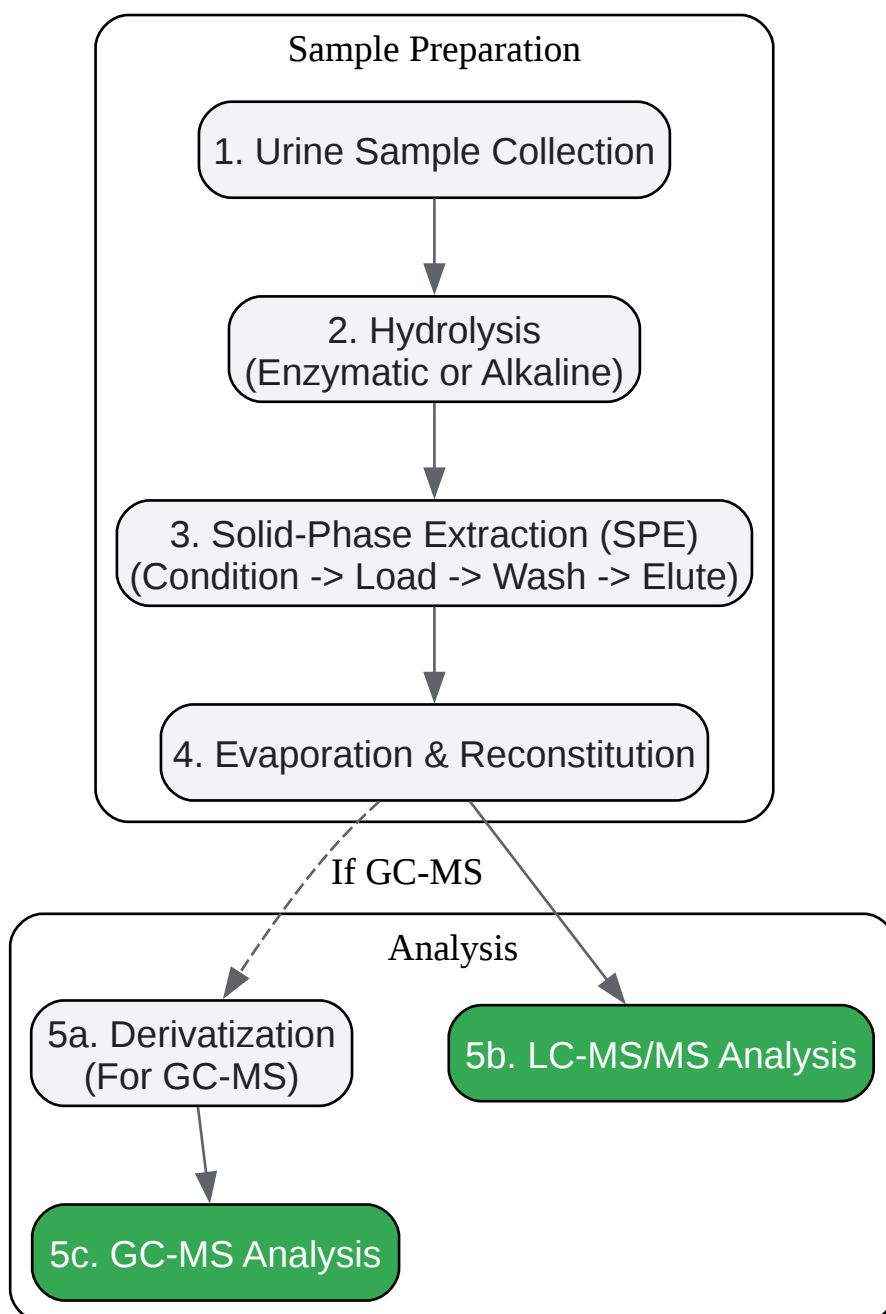 Sample Preparation
1. Urine Sample Collection
2. Hydrolysis
(Enzymatic or Alkaline)
3. Solid-Phase Extraction (SPE)
(Condition -> Load -> Wash -> Elute)
4. Evaporation & Reconstitution
If GC-MS
Analysis
5a. Derivatization
(For GC-MS)
5b. LC-MS/MS Analysis
5c. GC-MS Analysis